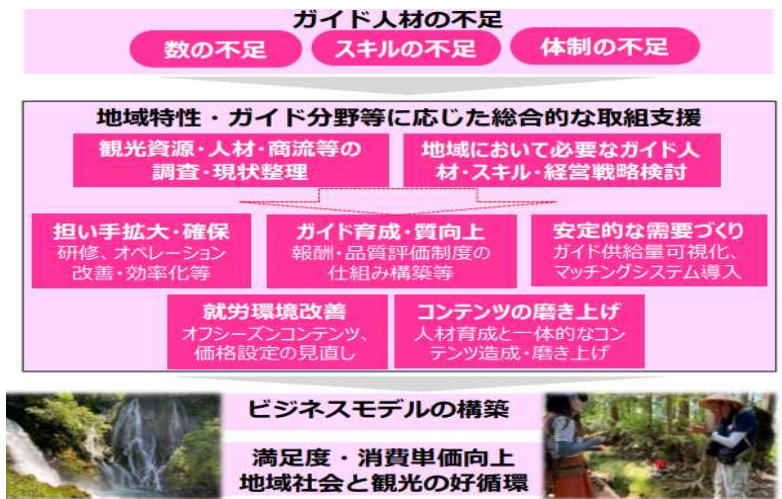 ガイド人材の不足
数の不足 スキルの不足 体制の不足
地域特性・ガイド分野等に応じた総合的な取組支援
観光資源・人材・商流等の
調査・現状整理
地域において必要なガイド人
材・スキル・経営戦略検討
担い手拡大・確保
研修、オペレーション
改善・効率化等
ガイド育成・質向上
報酬・品質評価制度の
仕組み構築等
安定的な需要づくり
ガイド供給量可視化、
マッチングシステム導入
就労環境改善
オフシーズンコンテンツ、
価格設定の見直し
コンテンツの磨き上げ
人材育成と一体的なコン
テンツ造成・磨き上げ
ビジネスモデルの構築
満足度・消費単価向上
地域社会と観光の好循環